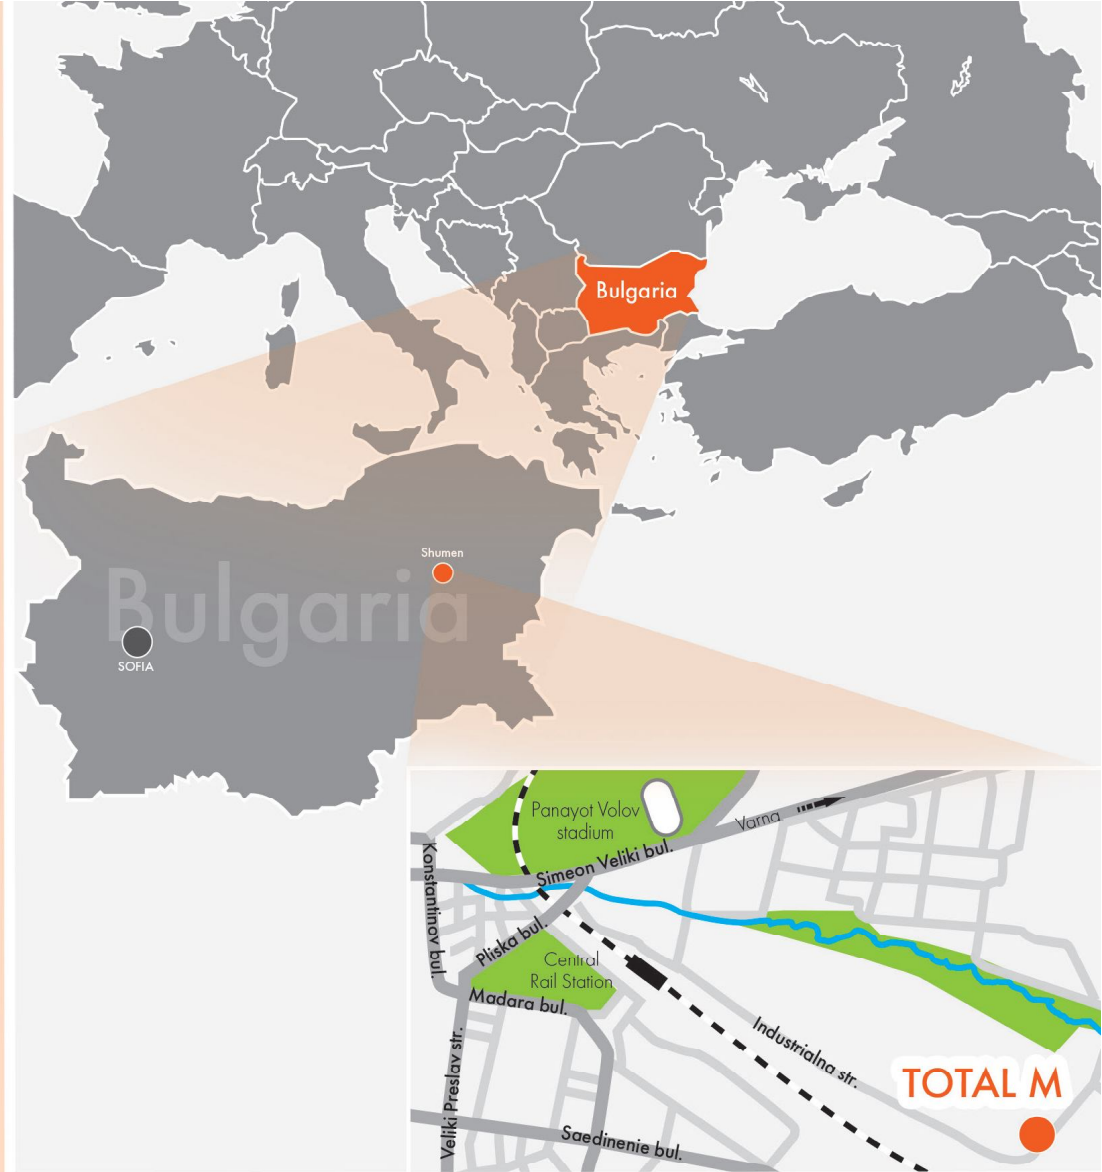 Bulgaria
Shumen
Bulgaria
SOFIA
Panayot Volov
stadium
Varna
Simeon Veliki bul.
Konstantinov bul.
Pliska bul.
Central
Rail Station
Madara bul.
Industrialna str.
Veliki Preslav str.
TOTAL M
Saedinenie bul.